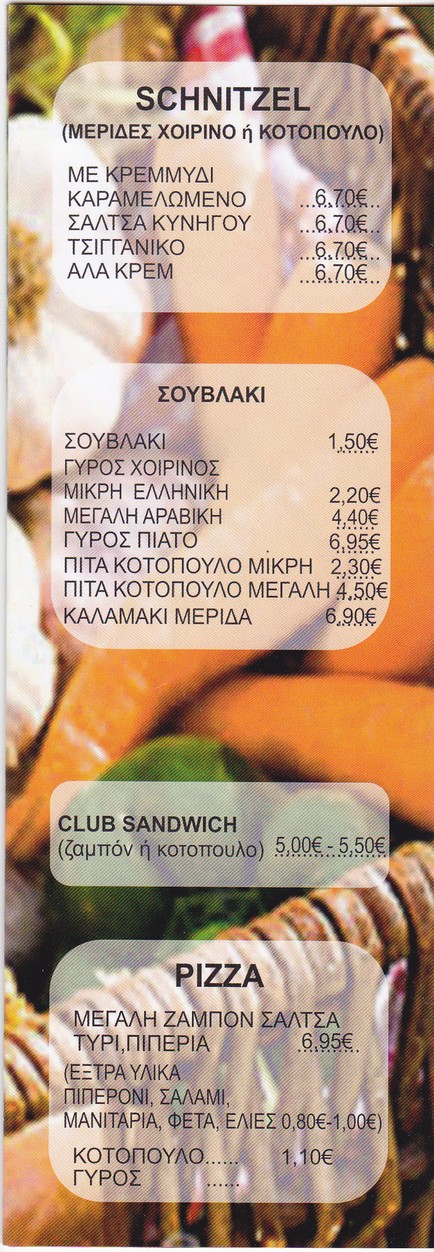 SCHNITZEL
(ΜΕΡΙΔΕΣ ΧΟΙΡΙΝΟ ή ΚΟΤΟΠΟΥΛΟ)
ΜΕ ΚΡΕΜΜΥΔΙ
ΚΑΡΑΜΕΛΩΜΕΝΟ ...6,70€..
ΣΑΛΤΣΑ ΚΥΝΗΓΟΥ ...6,70€..
ΤΣΙΓΓΑΝΙΚΟ ...6,70€..
ΑΛΑ ΚΡΕΜ ...6,70€..
ΣΟΥΒΛΑΚΙ
ΣΟΥΒΛΑΚΙ 1,50€
ΓΥΡΟΣ ΧΟΙΡΙΝΟΣ
ΜΙΚΡΗ ΕΛΛΗΝΙΚΗ 2,20€
ΜΕΓΑΛΗ ΑΡΑΒΙΚΗ 4,40€
ΓΥΡΟΣ ΠΙΑΤΟ 6,95€
ΠΙΤΑ ΚΟΤΟΠΟΥΛΟ ΜΙΚΡΗ 2,30€
ΠΙΤΑ ΚΟΤΟΠΟΥΛΟ ΜΕΓΑΛΗ 4,50€
ΚΑΛΑΜΑΚΙ ΜΕΡΙΔΑ 6,90€
CLUB SANDWICH
(ζαμπόν ή κοτοπουλο) 5,00€ - 5,50€
PIZZA
ΜΕΓΑΛΗ ΖΑΜΠΟΝ ΣΑΛΤΣΑ
ΤΥΡΙ,ΠΙΠΕΡΙΑ 6,95€
(ΕΞΤΡΑ ΥΛΙΚΑ
ΠΙΠΕΡΟΝΙ, ΣΑΛΑΜΙ,
ΜΑΝΙΤΑΡΙΑ, ΦΕΤΑ, ΕΛΙΕΣ 0,80€-1,00€)
ΚΟΤΟΠΟΥΛΟ...... 1,10€
ΓΥΡΟΣ ......